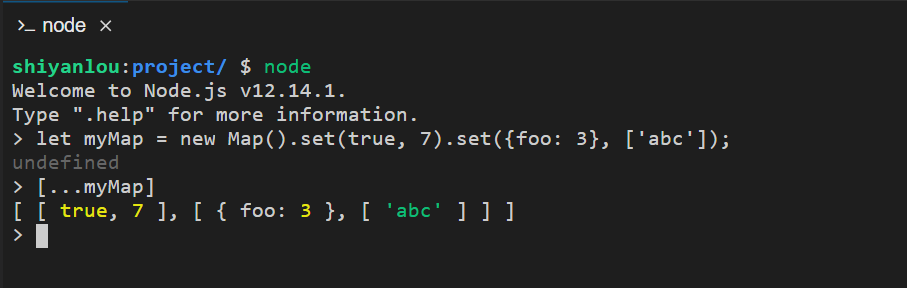 >_ node ×
shiyanlou:project/ $ node
Welcome to Node.js v12.14.1.
Type ".help" for more information.
> let myMap = new Map().set(true, 7).set({foo: 3}, ['abc']);
undefined
> [...myMap]
[ [ true, 7 ], [ { foo: 3 }, [ 'abc' ] ] ]
>